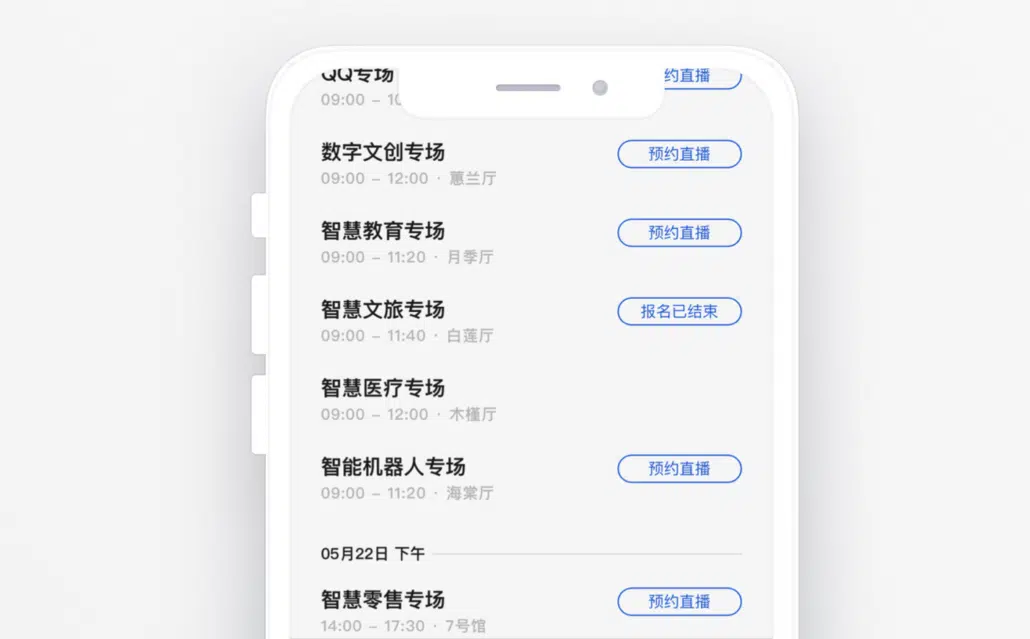 QQ专场
约直播
09:00 – 10
数字文创专场
预约直播
09:00 – 12:00 · 蕙兰厅
智慧教育专场
预约直播
09:00 – 11:20 · 月季厅
智慧文旅专场
报名已结束
09:00 – 11:40 · 白莲厅
智慧医疗专场
09:00 – 12:00 · 木槿厅
智能机器人专场
预约直播
09:00 – 11:20 · 海棠厅
05月22日 下午
智慧零售专场
预约直播
14:00 – 17:30 · 7号馆